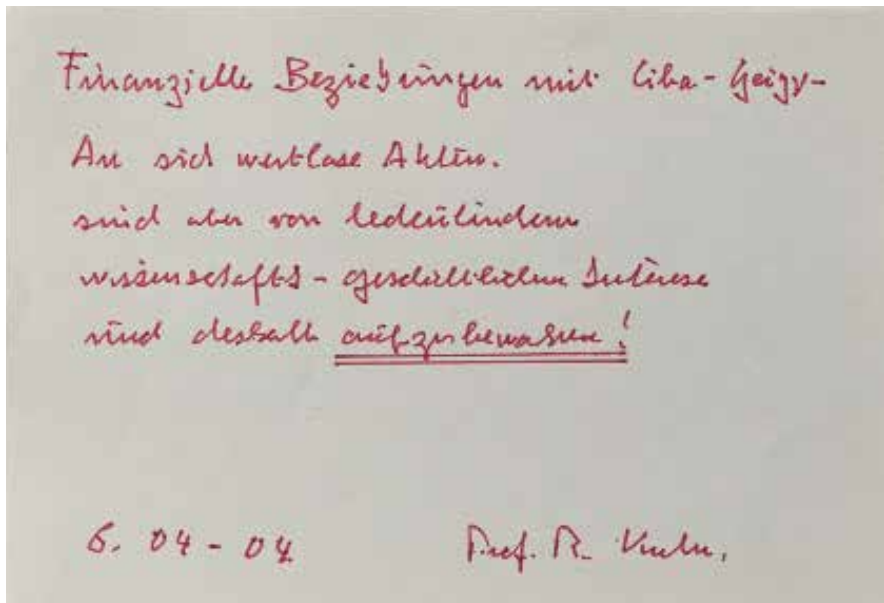 Finanzielle Beziehungen mit Ciba-Geigy-
An sich wertlose Akten.
sind aber von bedeutendem
wissenschafts-geschichtlichem Interesse
sind deshalb aufzubewahren!
6. 04-04 Prof. R. Kuhn.